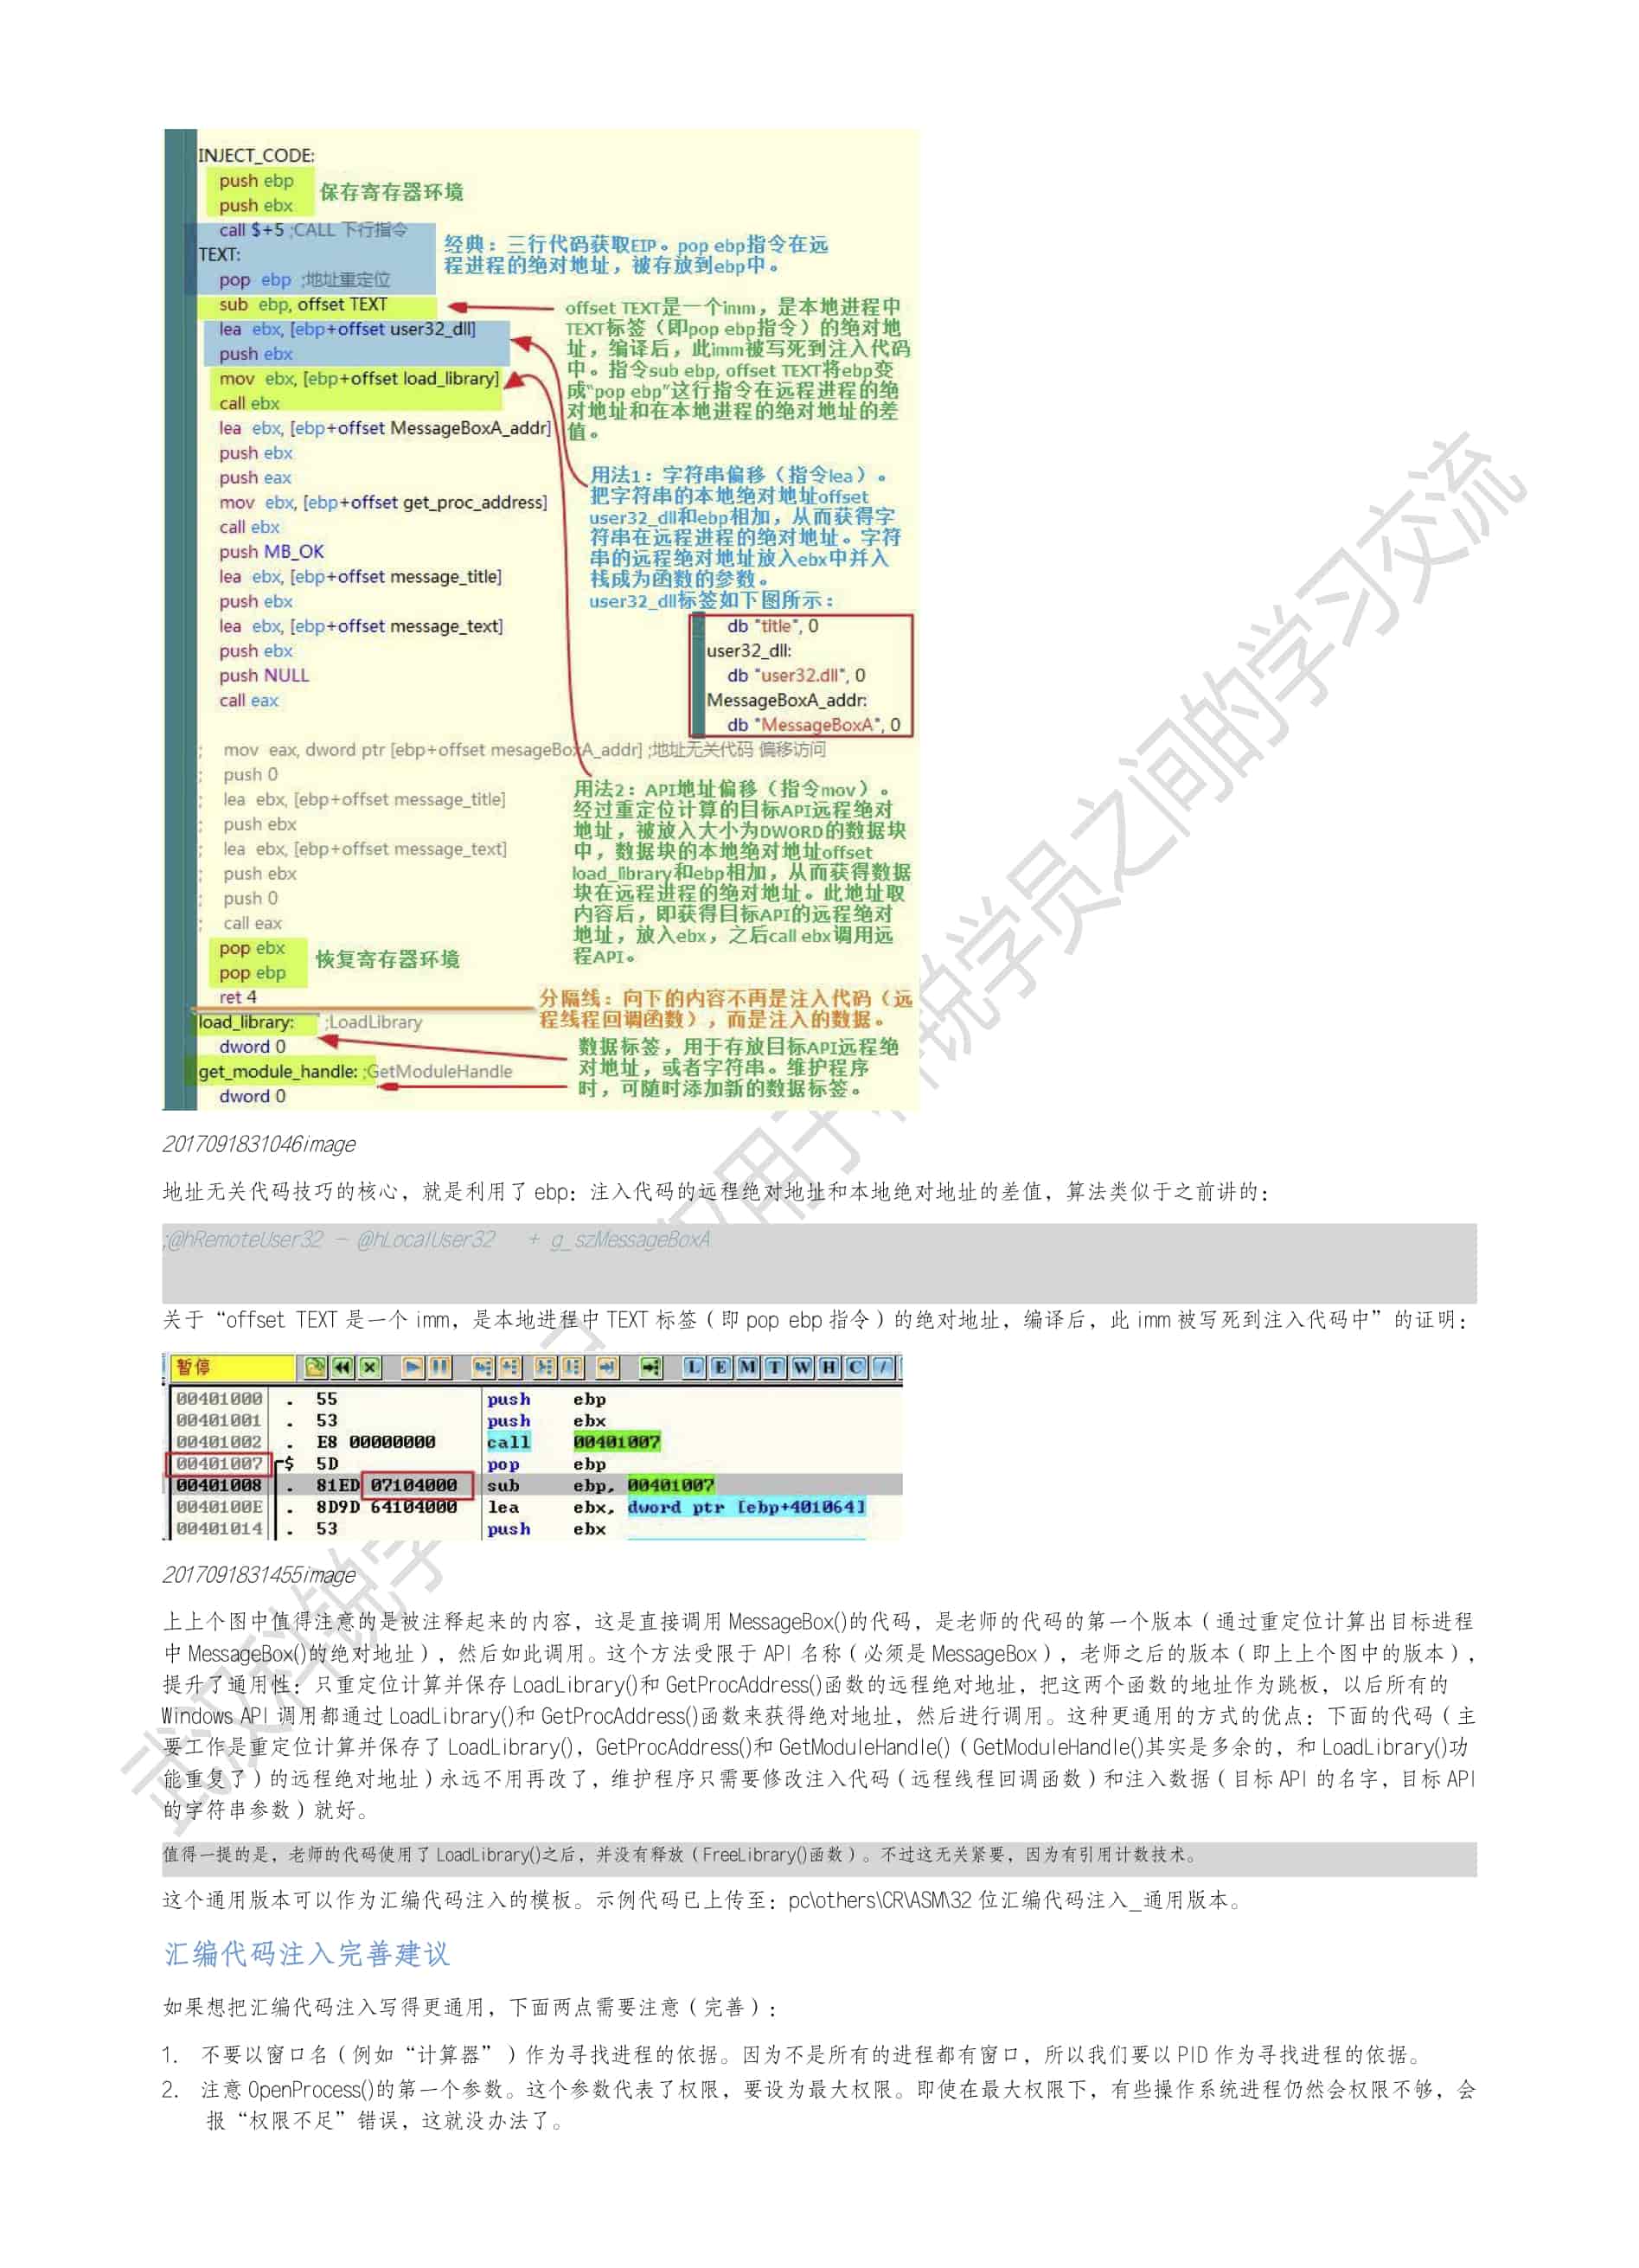 INJECT_CODE:
push ebp
push ebx
保存寄存器环境
call $+5 ;CALL 下行指令
TEXT:
pop ebp ;地址重定位
经典：三行代码获取EIP。pop ebp指令在远
程进程的绝对地址，被存放到ebp中。
sub ebp, offset TEXT
lea ebx, [ebp+offset user32_dll]
push ebx
mov ebx, [ebp+offset load_library]
call ebx
lea ebx, [ebp+offset MessageBoxA_addr]
push ebx
push eax
mov ebx, [ebp+offset get_proc_address]
call ebx
push MB_OK
lea ebx, [ebp+offset message_title]
push ebx
lea ebx, [ebp+offset message_text]
push ebx
push NULL
call eax
offset TEXT是一个imm，是本地进程中
TEXT标签（即pop ebp指令）的绝对地
址，编译后，此imm被写死到注入代码
中。指令sub ebp, offset TEXT将ebp变
成“pop ebp”这行指令在远程进程的绝
对地址和在本地进程的绝对地址的差
值。
用法1：字符串偏移（指令lea）。
把字符串的本地绝对地址offset
user32_dll和ebp相加，从而获得字
符串在远程进程的绝对地址。字符
串的远程绝对地址放入ebx中并入
栈成为函数的参数。
user32_dll标签如下图所示：
db "title", 0
user32_dll:
db "user32.dll", 0
MessageBoxA_addr:
db "MessageBoxA", 0
; mov eax, dword ptr [ebp+offset mesageBoxA_addr] ;地址无关代码 偏移访问
; push 0
; lea ebx, [ebp+offset message_title]
; push ebx
; lea ebx, [ebp+offset message_text]
; push ebx
; push 0
; call eax
用法2：API地址偏移（指令mov）。
经过重定位计算的目标API远程绝对
地址，被放入大小为DWORD的数据块
中，数据块的本地绝对地址offset
load_library和ebp相加，从而获得数据
块在远程进程的绝对地址。此地址取
内容后，即获得目标API的远程绝对
地址，放入ebx，之后call ebx调用远
程API。
pop ebx
pop ebp
恢复寄存器环境
ret 4
分隔线：向下的内容不再是注入代码（远
程线程回调函数），而是注入的数据。
load_library: ;LoadLibrary
dword 0
get_module_handle: ;GetModuleHandle
dword 0
数据标签，用于存放目标API远程绝
对地址，或者字符串。维护程序
时，可随时添加新的数据标签。
2017091831046image
地址无关代码技巧的核心，就是利用了 ebp：注入代码的远程绝对地址和本地绝对地址的差值，算法类似于之前讲的：
;@hRemoteUser32 - @hLocalUser32 + g_szMessageBoxA
关于“offset TEXT 是一个 imm，是本地进程中 TEXT 标签（即 pop ebp 指令）的绝对地址，编译后，此 imm 被写死到注入代码中”的证明：
暂停 L E M T W H C /
00401000 . 55 push ebp
00401001 . 53 push ebx
00401002 . E8 00000000 call 00401007
00401007 $ 5D pop ebp
00401008 . 81ED 07104000 sub ebp, 00401007
0040100E . 8D9D 64104000 lea ebx, dword ptr [ebp+401064]
00401014 . 53 push ebx
2017091831455image
上上个图中值得注意的是被注释起来的内容，这是直接调用 MessageBox()的代码，是老师的代码的第一个版本（通过重定位计算出目标进程
中 MessageBox()的绝对地址），然后如此调用。这个方法受限于 API 名称（必须是 MessageBox），老师之后的版本（即上上个图中的版本），
提升了通用性：只重定位计算并保存 LoadLibrary()和 GetProcAddress()函数的远程绝对地址，把这两个函数的地址作为跳板，以后所有的
Windows API 调用都通过 LoadLibrary()和 GetProcAddress()函数来获得绝对地址，然后进行调用。这种更通用的方式的优点：下面的代码（主
要工作是重定位计算并保存了 LoadLibrary()，GetProcAddress()和 GetModuleHandle()（GetModuleHandle()其实是多余的，和 LoadLibrary()功
能重复了）的远程绝对地址）永远不用再改了，维护程序只需要修改注入代码（远程线程回调函数）和注入数据（目标 API 的名字，目标 API
的字符串参数）就好。
值得一提的是，老师的代码使用了 LoadLibrary()之后，并没有释放（FreeLibrary()函数）。不过这无关紧要，因为有引用计数技术。
这个通用版本可以作为汇编代码注入的模板。示例代码已上传至：pc\others\CR\ASM\32 位汇编代码注入_通用版本。
汇编代码注入完善建议
如果想把汇编代码注入写得更通用，下面两点需要注意（完善）：
1. 不要以窗口名（例如“计算器”）作为寻找进程的依据。因为不是所有的进程都有窗口，所以我们要以 PID 作为寻找进程的依据。
2. 注意 OpenProcess()的第一个参数。这个参数代表了权限，要设为最大权限。即使在最大权限下，有些操作系统进程仍然会权限不够，会
报“权限不足”错误，这就没办法了。